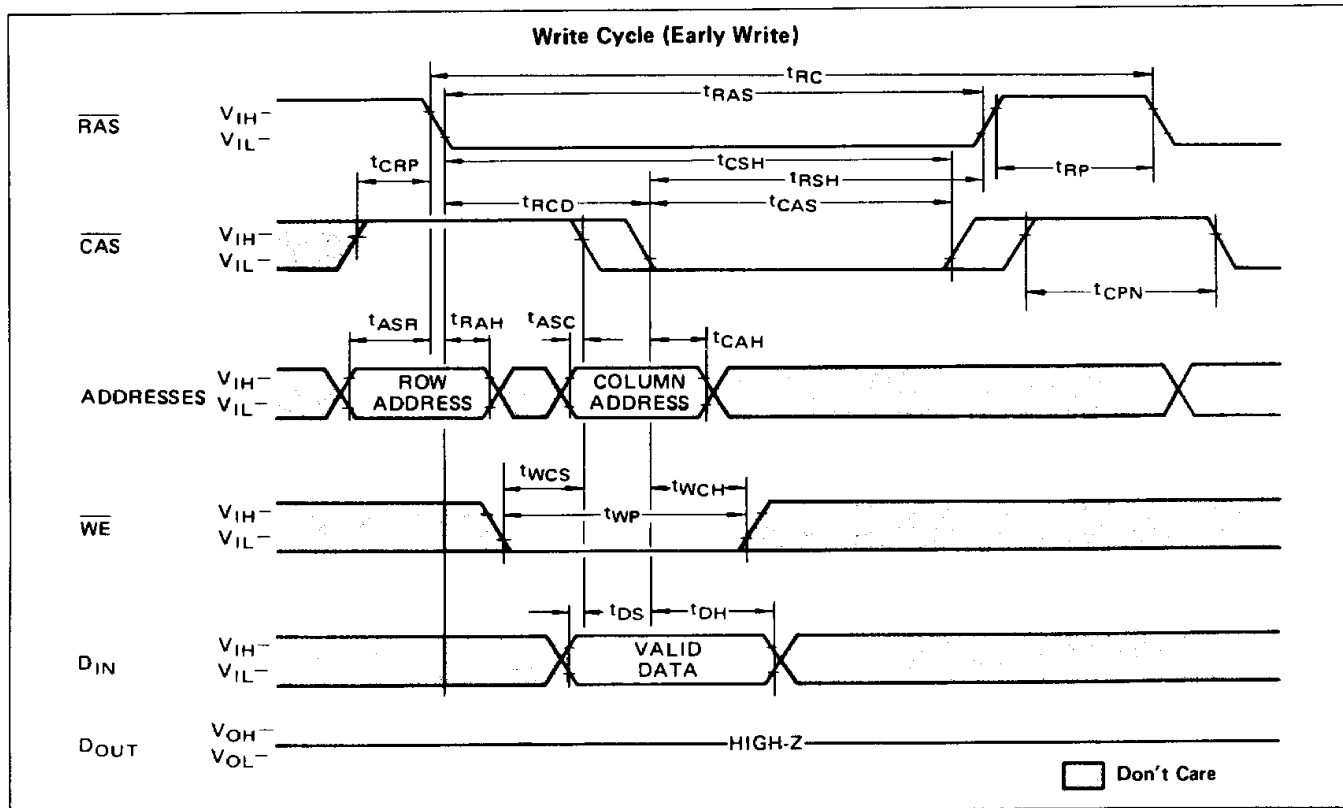 Write Cycle (Early Write)
tRC
tRAS
RAS
VIH–
VIL–
tCRP
tCSH
tRP
tRSH
tRCD
tCAS
CAS
VIH–
VIL–
tCPN
tASR
tRAH
tASC
tCAH
ADDRESSES
VIH–
VIL–
ROW
ADDRESS
COLUMN
ADDRESS
tWCS
tWCH
tWP
WE
VIH–
VIL–
tDS
tDH
DIN
VIH–
VIL–
VALID
DATA
DOUT
VOH–
VOL–
HIGH-Z
Don't Care